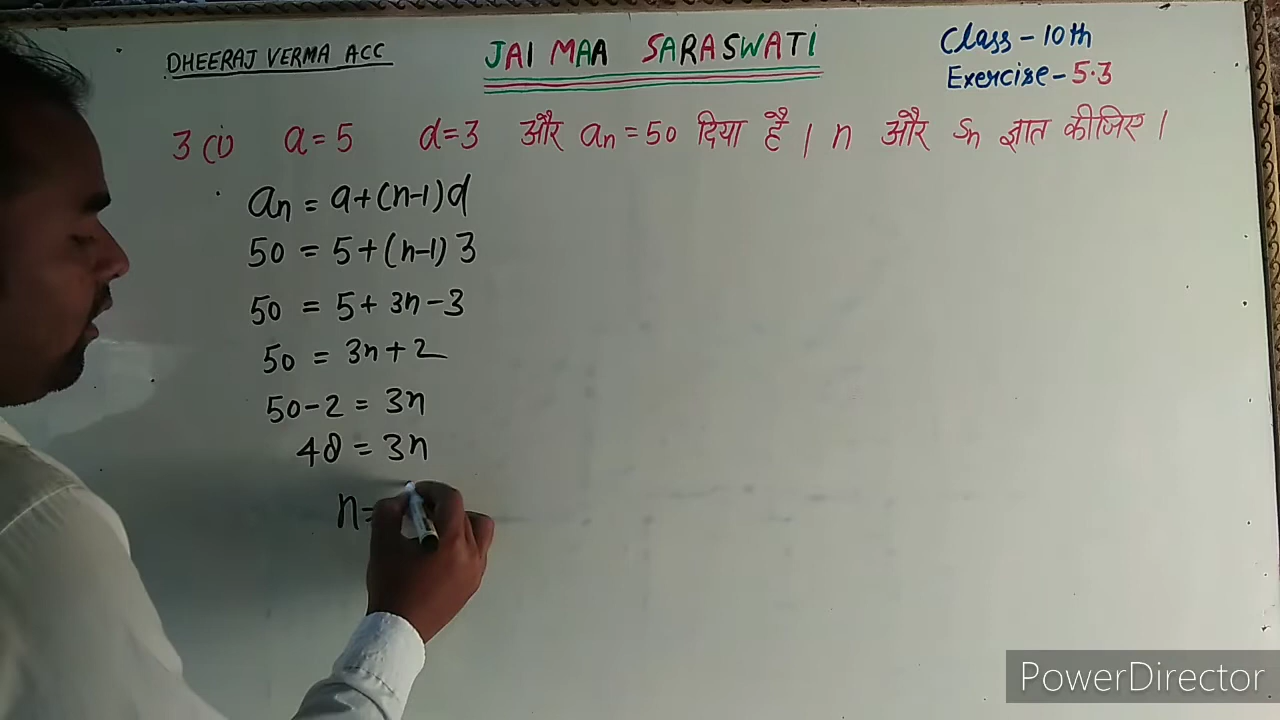 DHEERAJ VERMA ACC
JAI MAA SARASWATI
Class-10th
Exercise-5.3
3 (i) a=5 d=3 और an=50 दिया है। n और Sn ज्ञात कीजिए।
an = a+(n-1)d
50 = 5+(n-1)3
50 = 5+3n-3
50 = 3n+2
50-2 = 3n
48 = 3n
n=
PowerDirector